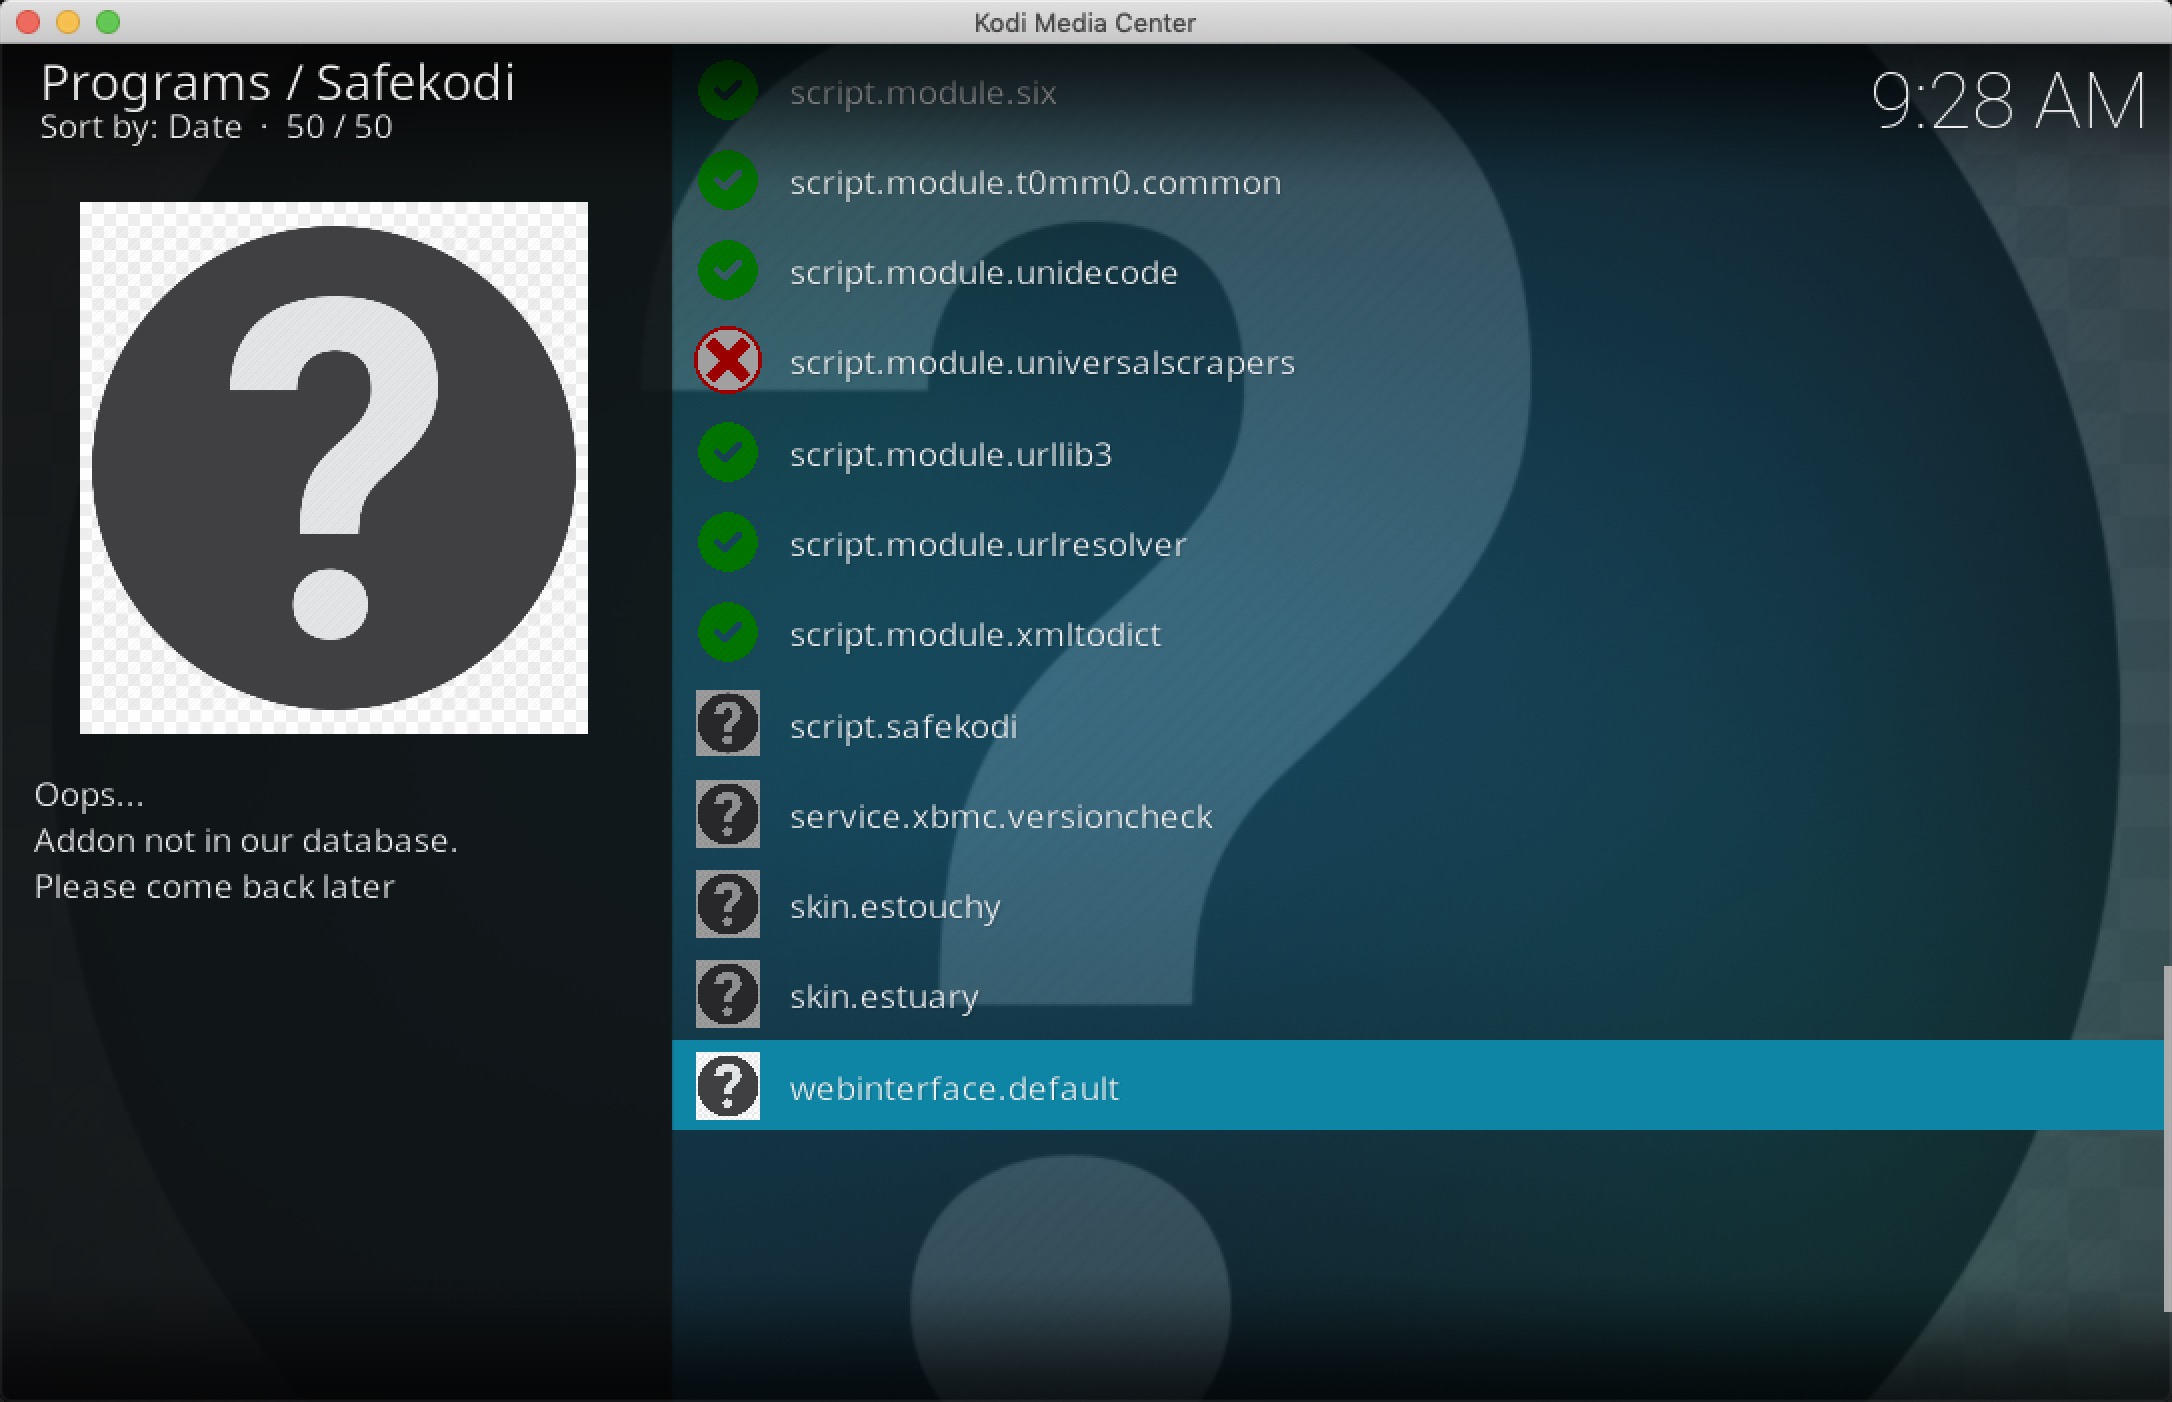 Kodi Media Center
Programs / Safekodi
Sort by: Date · 50 / 50
9:28 AM
Oops...
Addon not in our database.
Please come back later
script.module.six
script.module.t0mm0.common
script.module.unidecode
script.module.universalscrapers
script.module.urllib3
script.module.urlresolver
script.module.xmltodict
script.safekodi
service.xbmc.versioncheck
skin.estouchy
skin.estuary
webinterface.default